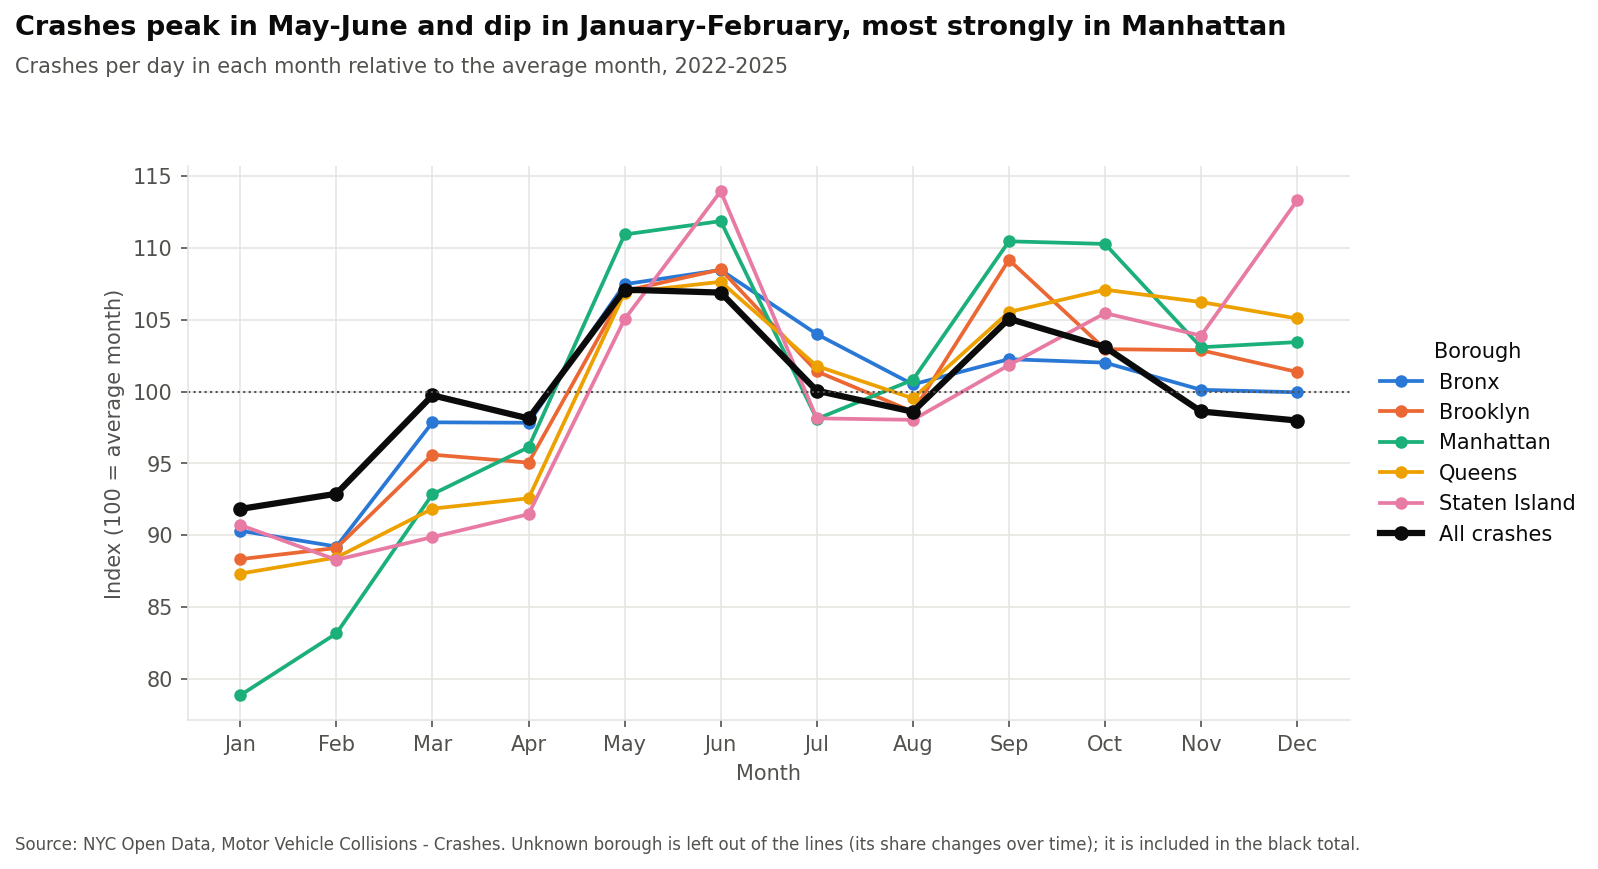 Crashes peak in May-June and dip in January-February, most strongly in Manhattan
Crashes per day in each month relative to the average month, 2022-2025
Index (100 = average month)
115
110
105
100
95
90
85
80
Jan Feb Mar Apr May Jun Jul Aug Sep Oct Nov Dec
Month
Borough
Bronx
Brooklyn
Manhattan
Queens
Staten Island
All crashes
Source: NYC Open Data, Motor Vehicle Collisions - Crashes. Unknown borough is left out of the lines (its share changes over time); it is included in the black total.